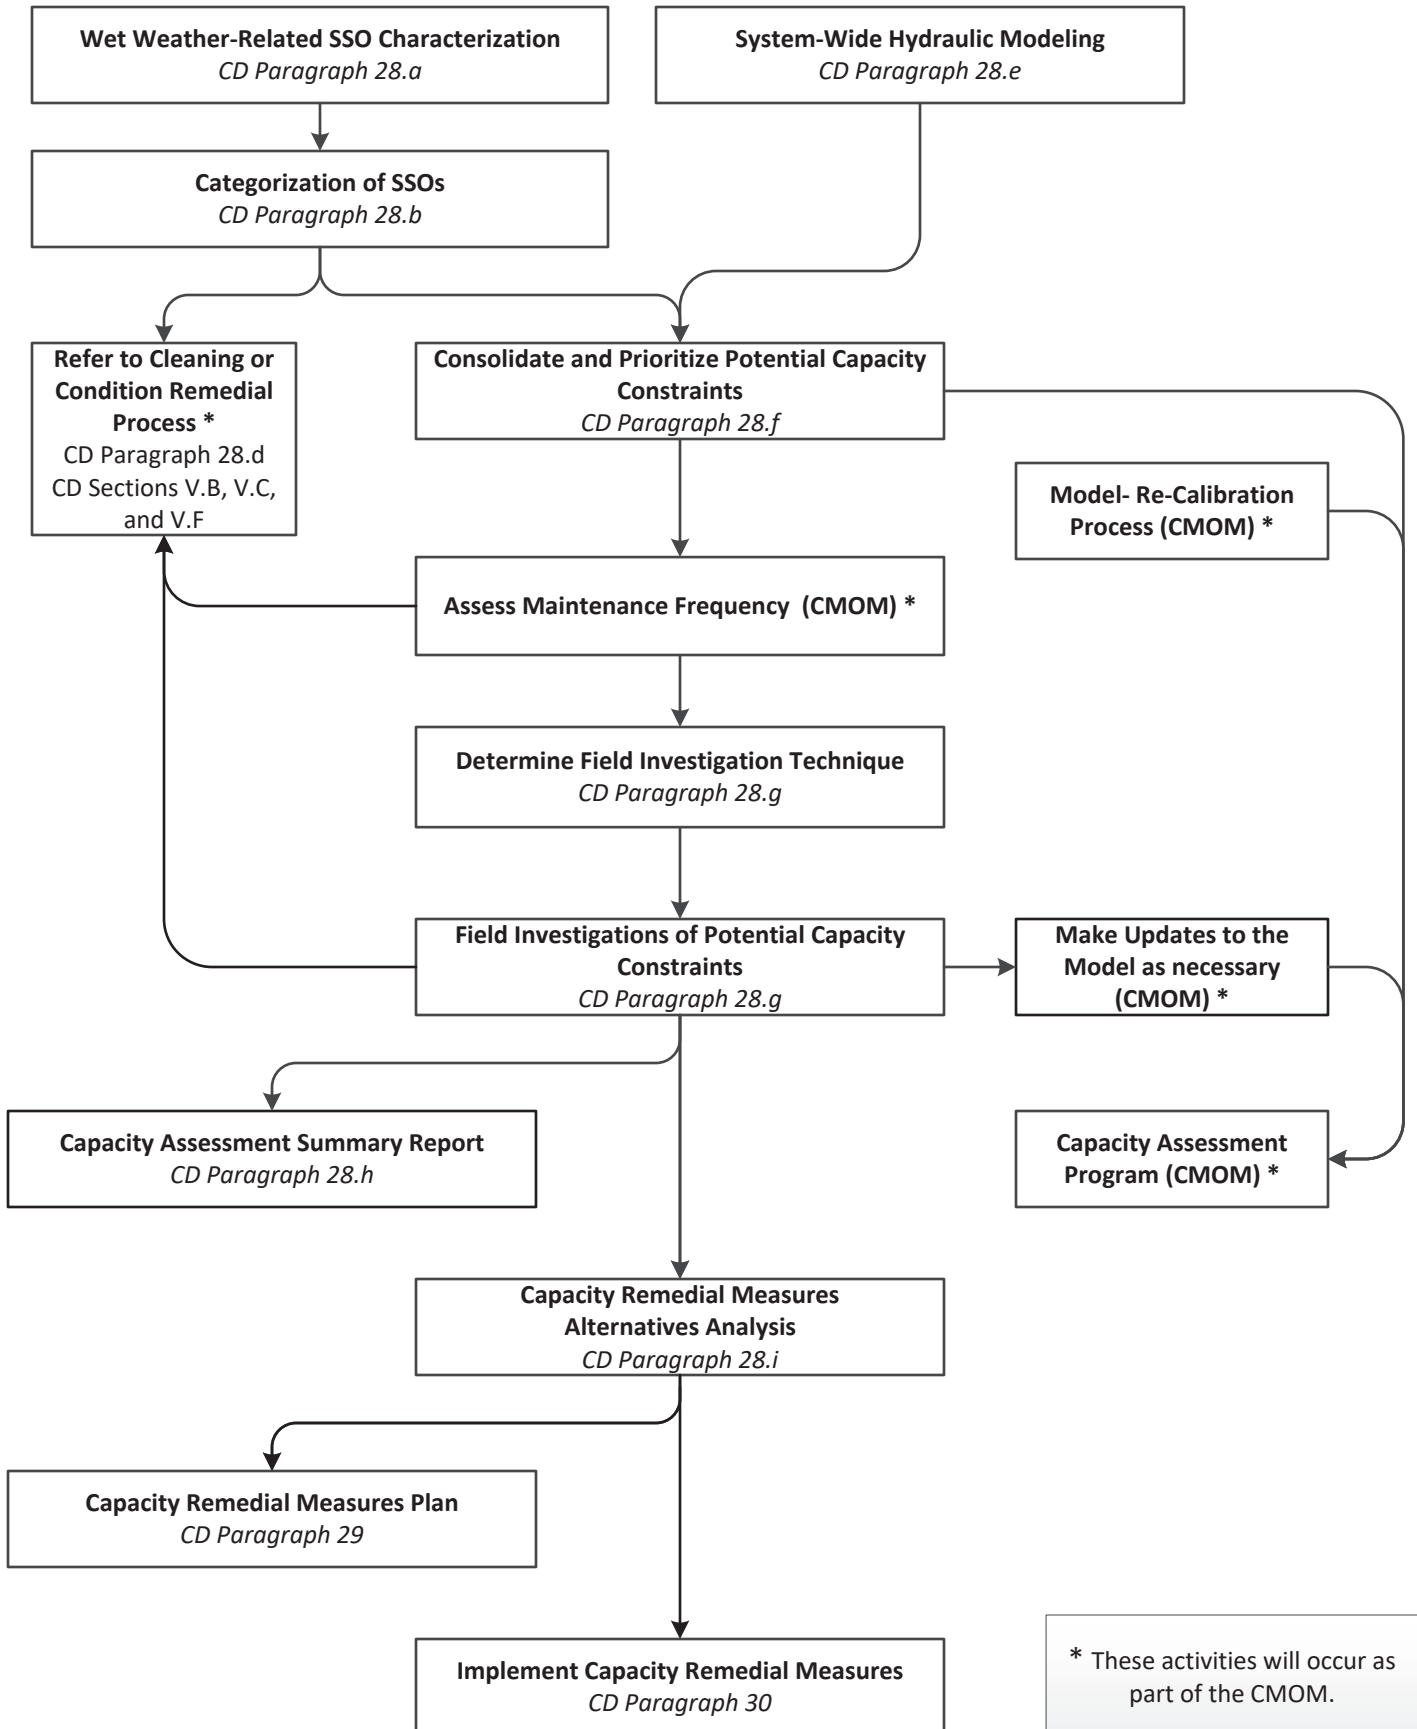 Wet Weather-Related SSO Characterization
CD Paragraph 28.a
System-Wide Hydraulic Modeling
CD Paragraph 28.e
Categorization of SSOs
CD Paragraph 28.b
Refer to Cleaning or
Condition Remedial
Process *
CD Paragraph 28.d
CD Sections V.B, V.C,
and V.F
Consolidate and Prioritize Potential Capacity
Constraints
CD Paragraph 28.f
Model- Re-Calibration
Process (CMOM) *
Assess Maintenance Frequency  (CMOM) *
Determine Field Investigation Technique
CD Paragraph 28.g
Field Investigations of Potential Capacity
Constraints
CD Paragraph 28.g
Make Updates to the
Model as necessary
(CMOM) *
Capacity Assessment Summary Report
CD Paragraph 28.h
Capacity Assessment
Program (CMOM) *
Capacity Remedial Measures
Alternatives Analysis
CD Paragraph 28.i
Capacity Remedial Measures Plan
CD Paragraph 29
Implement Capacity Remedial Measures
CD Paragraph 30
* These activities will occur as
part of the CMOM.